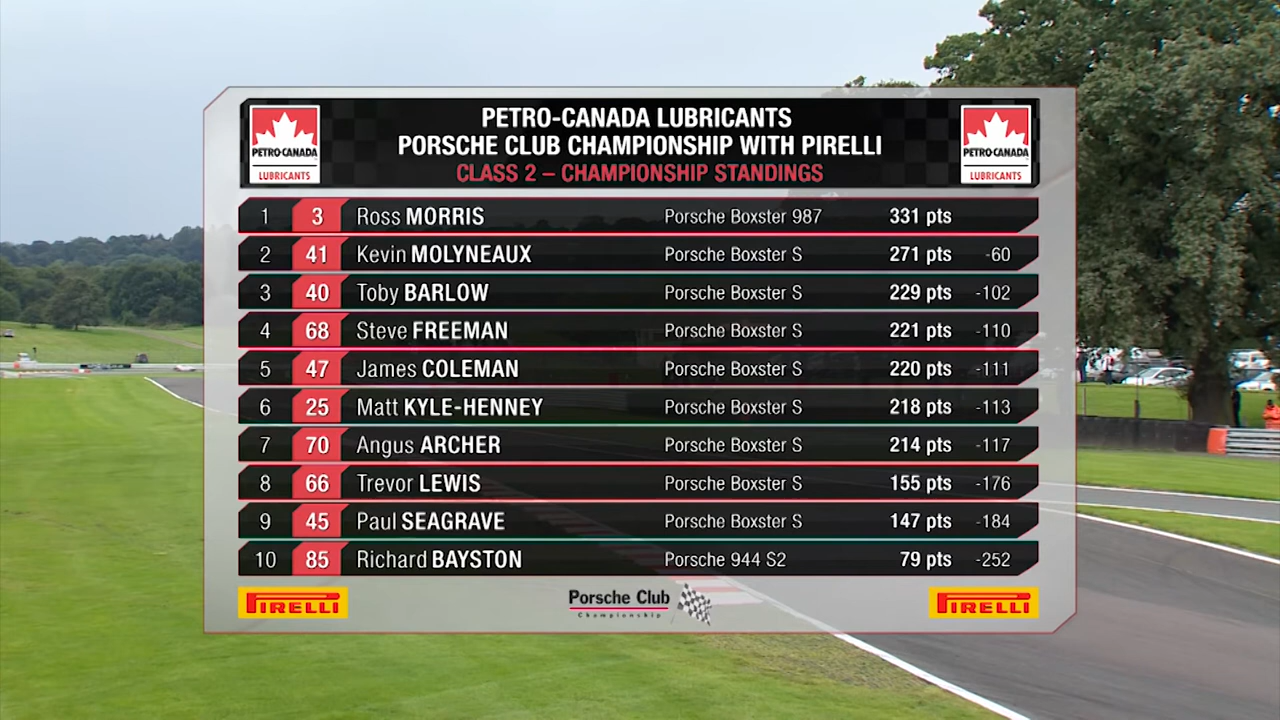 PETRO-CANADA LUBRICANTS
PORSCHE CLUB CHAMPIONSHIP WITH PIRELLI
CLASS 2 – CHAMPIONSHIP STANDINGS
PETRO-CANADA
LUBRICANTS
PETRO-CANADA
LUBRICANTS
1 3 Ross MORRIS Porsche Boxster 987 331 pts
2 41 Kevin MOLYNEAUX Porsche Boxster S 271 pts -60
3 40 Toby BARLOW Porsche Boxster S 229 pts -102
4 68 Steve FREEMAN Porsche Boxster S 221 pts -110
5 47 James COLEMAN Porsche Boxster S 220 pts -111
6 25 Matt KYLE-HENNEY Porsche Boxster S 218 pts -113
7 70 Angus ARCHER Porsche Boxster S 214 pts -117
8 66 Trevor LEWIS Porsche Boxster S 155 pts -176
9 45 Paul SEAGRAVE Porsche Boxster S 147 pts -184
10 85 Richard BAYSTON Porsche 944 S2 79 pts -252
PIRELLI
Porsche Club
Championship
PIRELLI